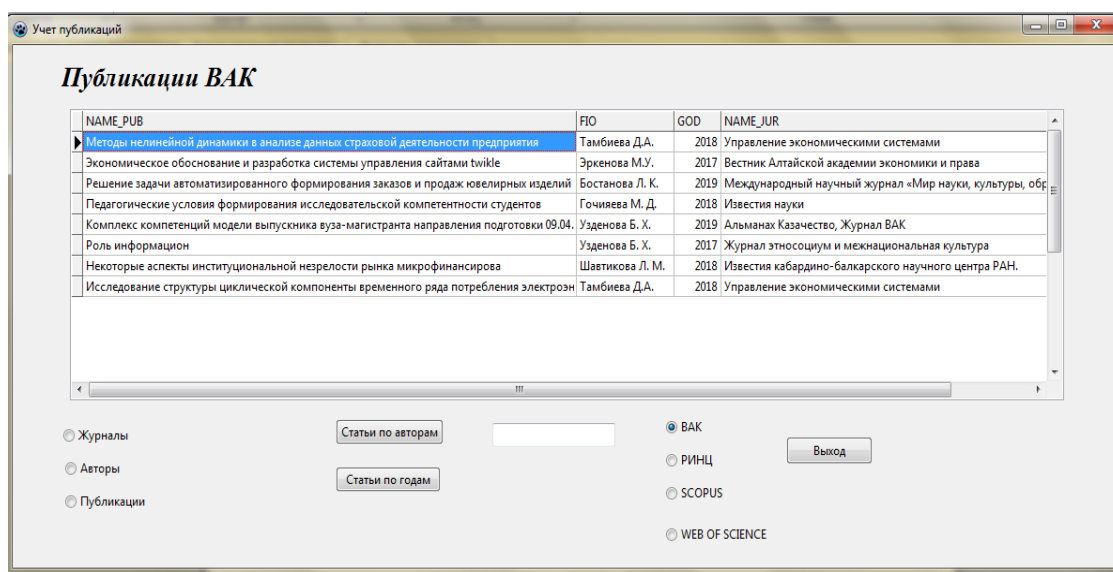 Учет публикаций
Публикации ВАК
NAME_PUB FIO GOD NAME_JUR
Методы нелинейной динамики в анализе данных страховой деятельности предприятия Тамбиева Д.А. 2018 Управление экономическими системами
Экономическое обоснование и разработка системы управления сайтами twikle Эркенова М.У. 2017 Вестник Алтайской академии экономики и права
Решение задачи автоматизированного формирования заказов и продаж ювелирных изделий Бостанова Л. К. 2019 Международный научный журнал «Мир науки, культуры, обр
Педагогические условия формирования исследовательской компетентности студентов Гочияева М. Д. 2018 Известия науки
Комплекс компетенций модели выпускника вуза-магистранта направления подготовки 09.04. Узденова Б. Х. 2019 Альманах Казачество, Журнал ВАК
Роль информацион Узденова Б. Х. 2017 Журнал этносоциум и межнациональная культура
Некоторые аспекты институциональной незрелости рынка микрофинансирова Шавтикова Л. М. 2018 Известия кабардино-балкарского научного центра РАН.
Исследование структуры циклической компоненты временного ряда потребления электроэн Тамбиева Д.А. 2018 Управление экономическими системами
Журналы Статьи по авторам ВАК
Авторы РИНЦ Выход
Статьи по годам
Публикации SCOPUS
WEB OF SCIENCE